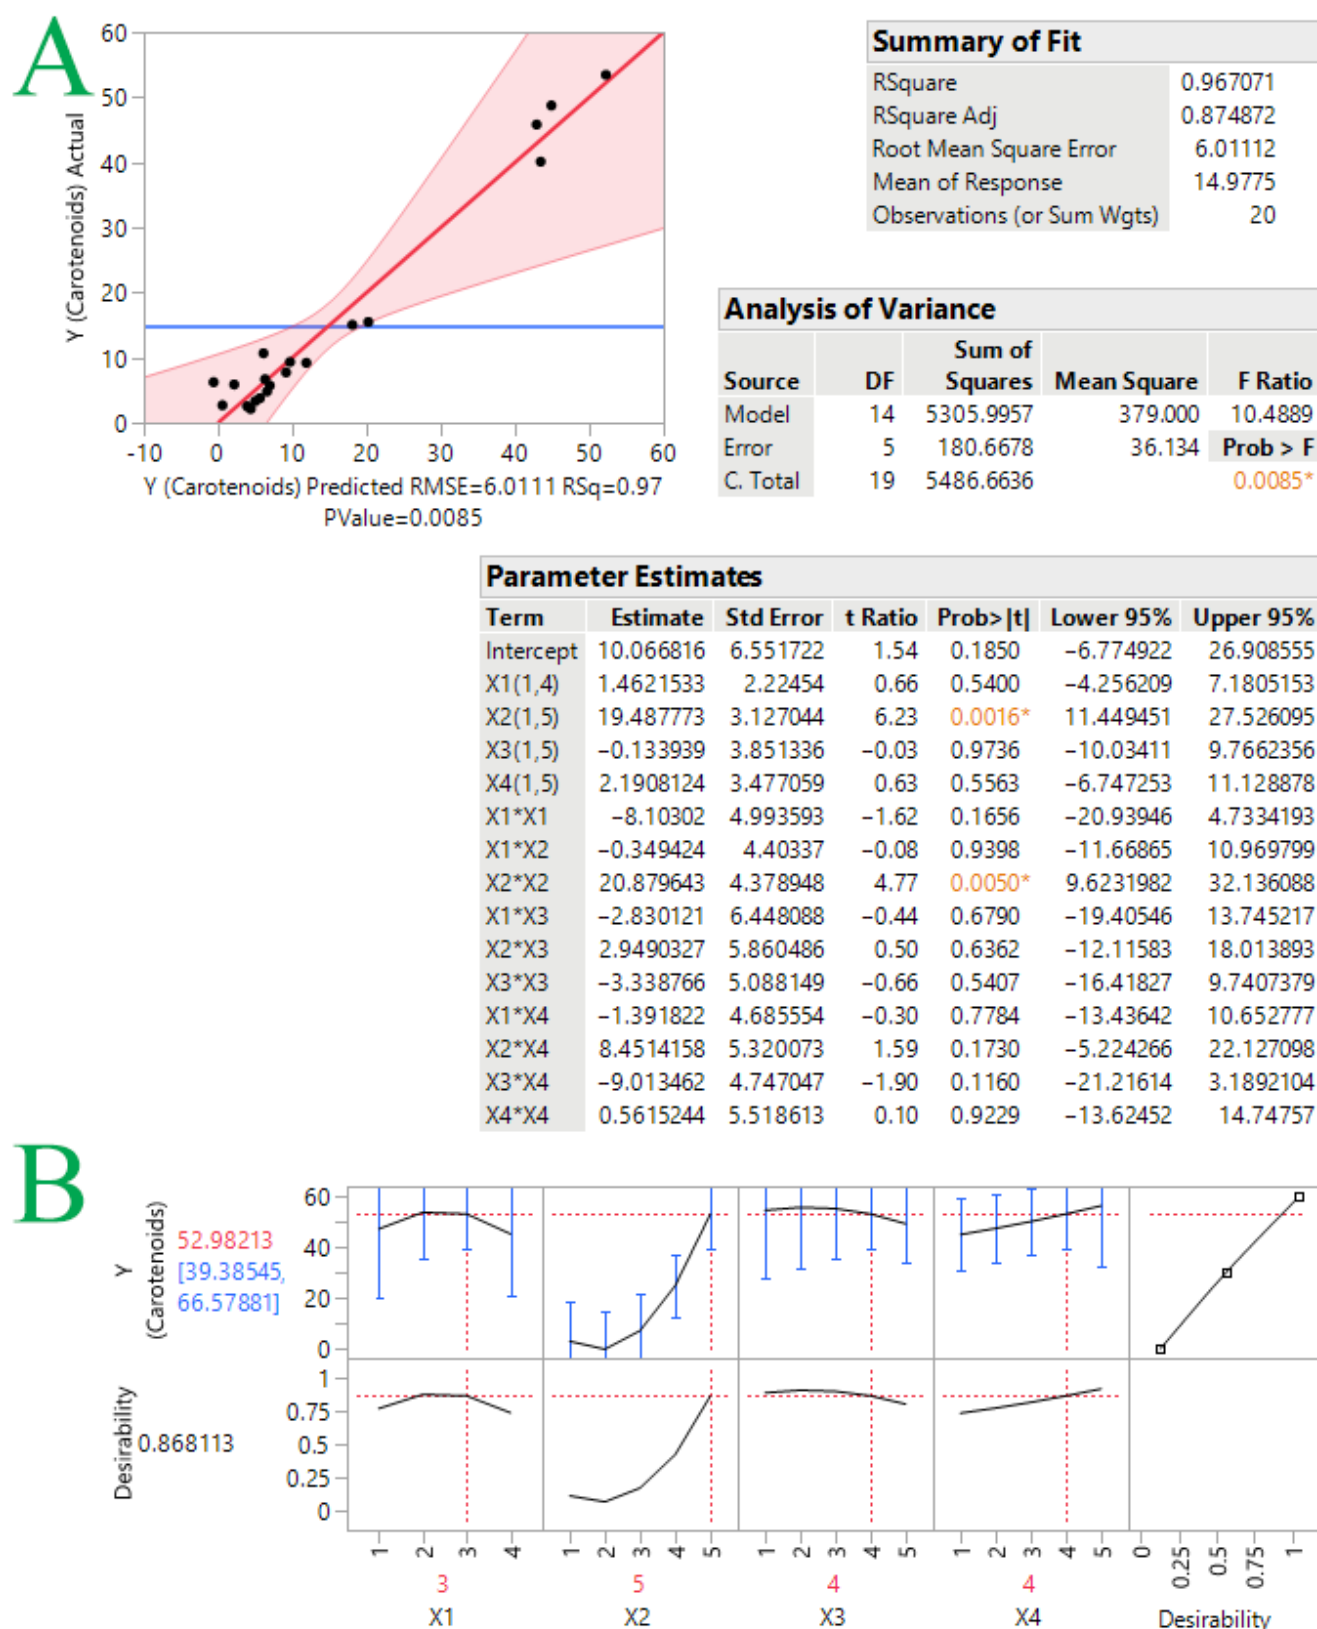 A
60
50
40
30
20
10
0
Y (Carotenoids) Actual
-10 0 10 20 30 40 50 60
Y (Carotenoids) Predicted RMSE=6.0111 RSq=0.97
PValue=0.0085
Summary of Fit
RSquare 0.967071
RSquare Adj 0.874872
Root Mean Square Error 6.01112
Mean of Response 14.9775
Observations (or Sum Wgts) 20
Analysis of Variance
Sum of
Source DF Squares Mean Square F Ratio
Model 14 5305.9957 379.000 10.4889
Error 5 180.6678 36.134 Prob > F
C. Total 19 5486.6636 0.0085*
Parameter Estimates
Term Estimate Std Error t Ratio Prob>|t| Lower 95% Upper 95%
Intercept 10.066816 6.551722 1.54 0.1850 −6.774922 26.908555
X1(1,4) 1.4621533 2.22454 0.66 0.5400 −4.256209 7.1805153
X2(1,5) 19.487773 3.127044 6.23 0.0016* 11.449451 27.526095
X3(1,5) −0.133939 3.851336 −0.03 0.9736 −10.03411 9.7662356
X4(1,5) 2.1908124 3.477059 0.63 0.5563 −6.747253 11.128878
X1*X1 −8.10302 4.993593 −1.62 0.1656 −20.93946 4.7334193
X1*X2 −0.349424 4.40337 −0.08 0.9398 −11.66865 10.969799
X2*X2 20.879643 4.378948 4.77 0.0050* 9.6231982 32.136088
X1*X3 −2.830121 6.448088 −0.44 0.6790 −19.40546 13.745217
X2*X3 2.9490327 5.860486 0.50 0.6362 −12.11583 18.013893
X3*X3 −3.338766 5.088149 −0.66 0.5407 −16.41827 9.7407379
X1*X4 −1.391822 4.685554 −0.30 0.7784 −13.43642 10.652777
X2*X4 8.4514158 5.320073 1.59 0.1730 −5.224266 22.127098
X3*X4 −9.013462 4.747047 −1.90 0.1160 −21.21614 3.1892104
X4*X4 0.5615244 5.518613 0.10 0.9229 −13.62452 14.74757
B
Y
(Carotenoids)
52.98213
[39.38545,
66.57881]
60
40
20
0
Desirability
0.868113
1
0.75
0.5
0.25
0
1 2 3 4 1 2 3 4 5 1 2 3 4 5 1 2 3 4 5 0 0.25 0.5 0.75 1
3 5 4 4
X1 X2 X3 X4 Desirability